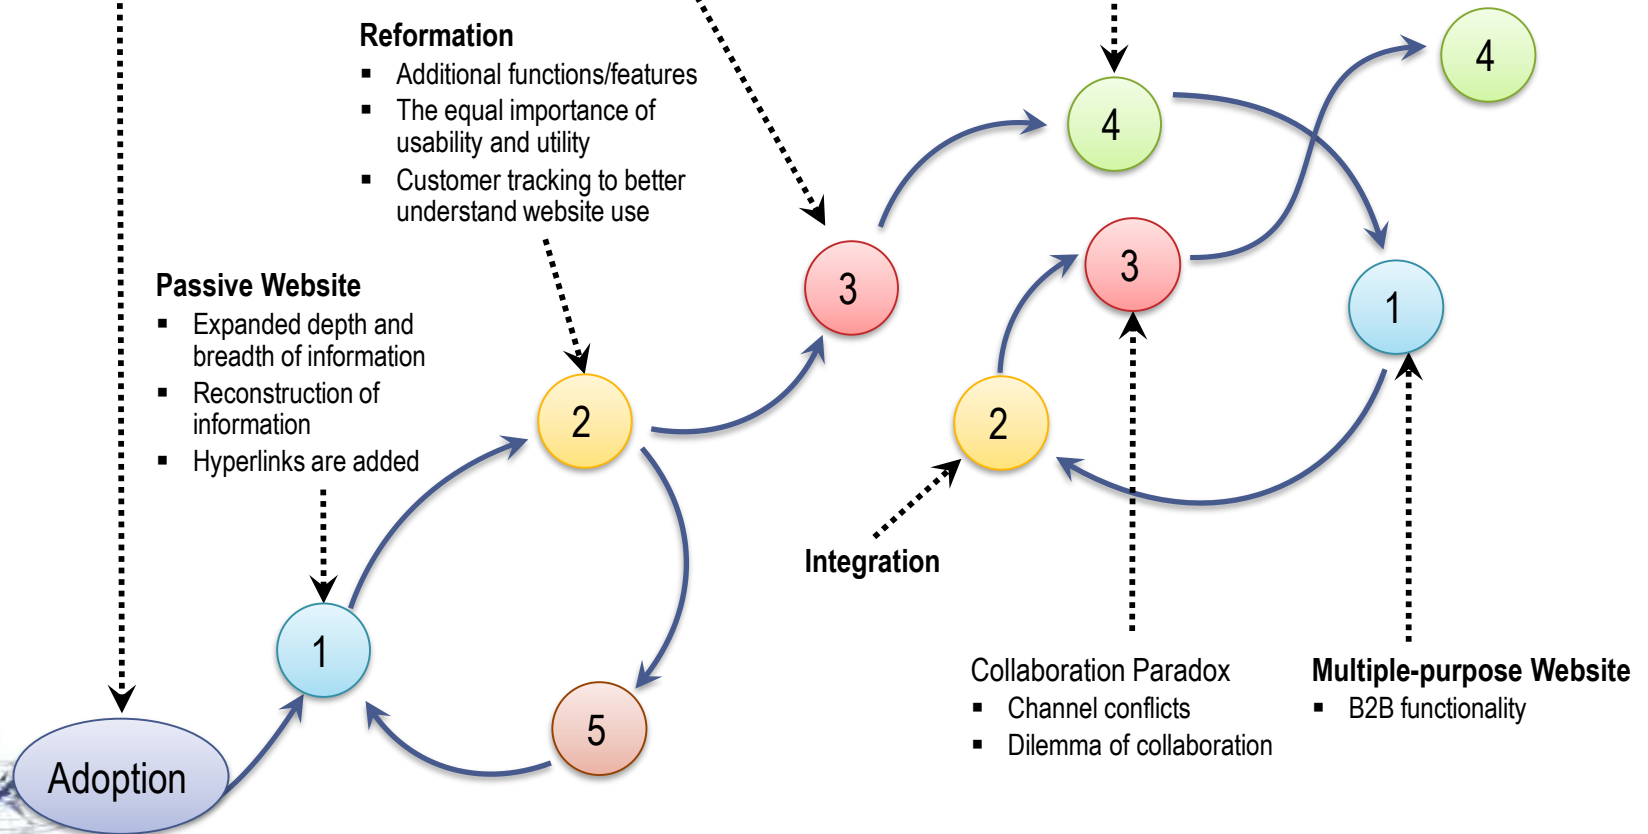 Reformation
▪ Additional functions/features
▪ The equal importance of
usability and utility
▪ Customer tracking to better
understand website use
Passive Website
▪ Expanded depth and
breadth of information
▪ Reconstruction of
information
▪ Hyperlinks are added
4
4
3
3
1
2
2
Integration
1
5
Collaboration Paradox
▪ Channel conflicts
▪ Dilemma of collaboration
Multiple-purpose Website
▪ B2B functionality
Adoption